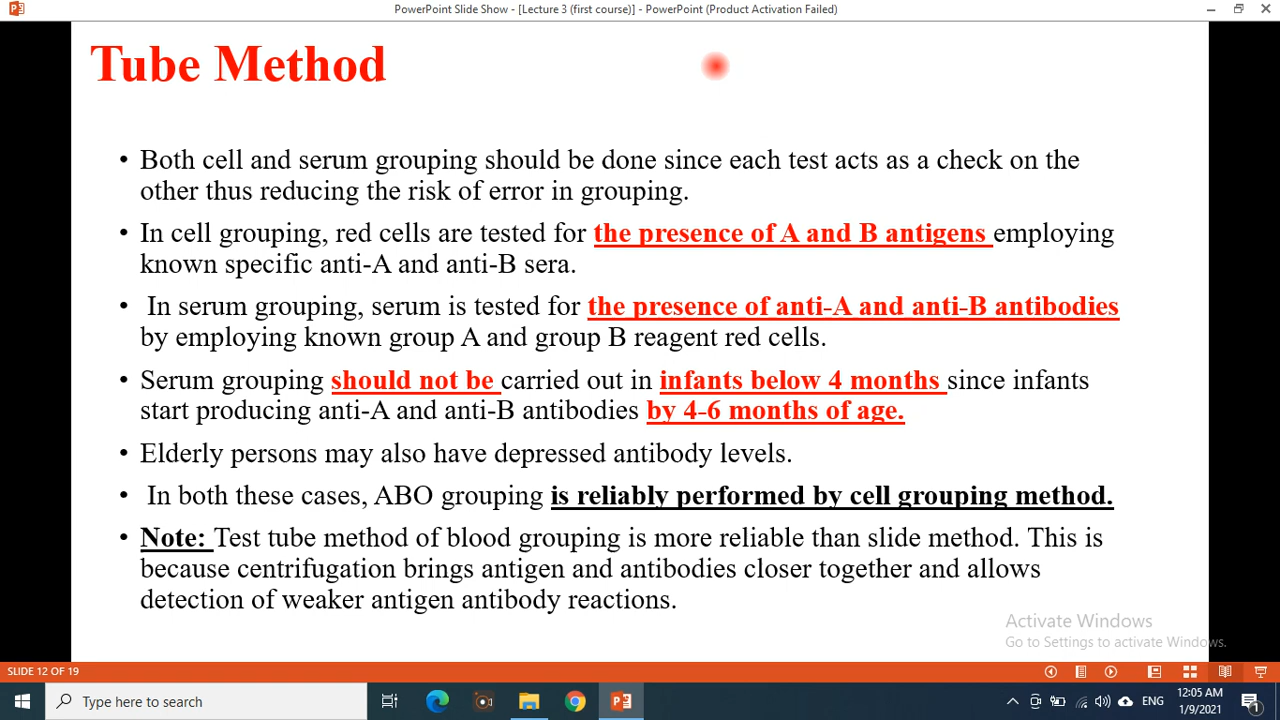 PowerPoint Slide Show - [Lecture 3 (first course)] - PowerPoint (Product Activation Failed)
Tube Method
• Both cell and serum grouping should be done since each test acts as a check on the
other thus reducing the risk of error in grouping.
• In cell grouping, red cells are tested for the presence of A and B antigens employing
known specific anti-A and anti-B sera.
• In serum grouping, serum is tested for the presence of anti-A and anti-B antibodies
by employing known group A and group B reagent red cells.
• Serum grouping should not be carried out in infants below 4 months since infants
start producing anti-A and anti-B antibodies by 4-6 months of age.
• Elderly persons may also have depressed antibody levels.
• In both these cases, ABO grouping is reliably performed by cell grouping method.
• Note: Test tube method of blood grouping is more reliable than slide method. This is
because centrifugation brings antigen and antibodies closer together and allows
detection of weaker antigen antibody reactions.
Activate Windows
Go to Settings to activate Windows.
SLIDE 12 OF 19
Type here to search
ENG
12:05 AM
1/9/2021
1